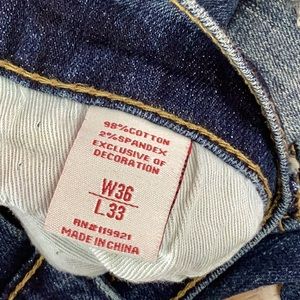 98%COTTON
2%SPANDEX
EXCLUSIVE OF
DECORATION
W36
L33
RN#119921
MADE IN CHINA